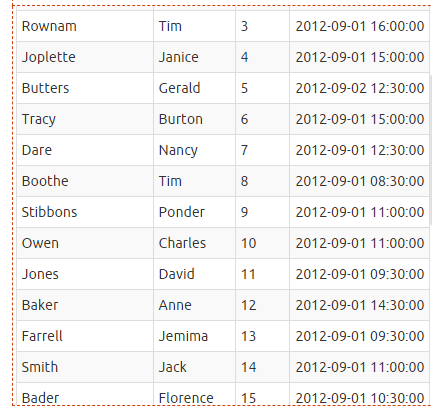 Rownam Tim 3 2012-09-01 16:00:00
Joplette Janice 4 2012-09-01 15:00:00
Butters Gerald 5 2012-09-02 12:30:00
Tracy Burton 6 2012-09-01 15:00:00
Dare Nancy 7 2012-09-01 12:30:00
Boothe Tim 8 2012-09-01 08:30:00
Stibbons Ponder 9 2012-09-01 11:00:00
Owen Charles 10 2012-09-01 11:00:00
Jones David 11 2012-09-01 09:30:00
Baker Anne 12 2012-09-01 14:30:00
Farrell Jemima 13 2012-09-01 09:30:00
Smith Jack 14 2012-09-01 11:00:00
Bader Florence 15 2012-09-01 10:30:00